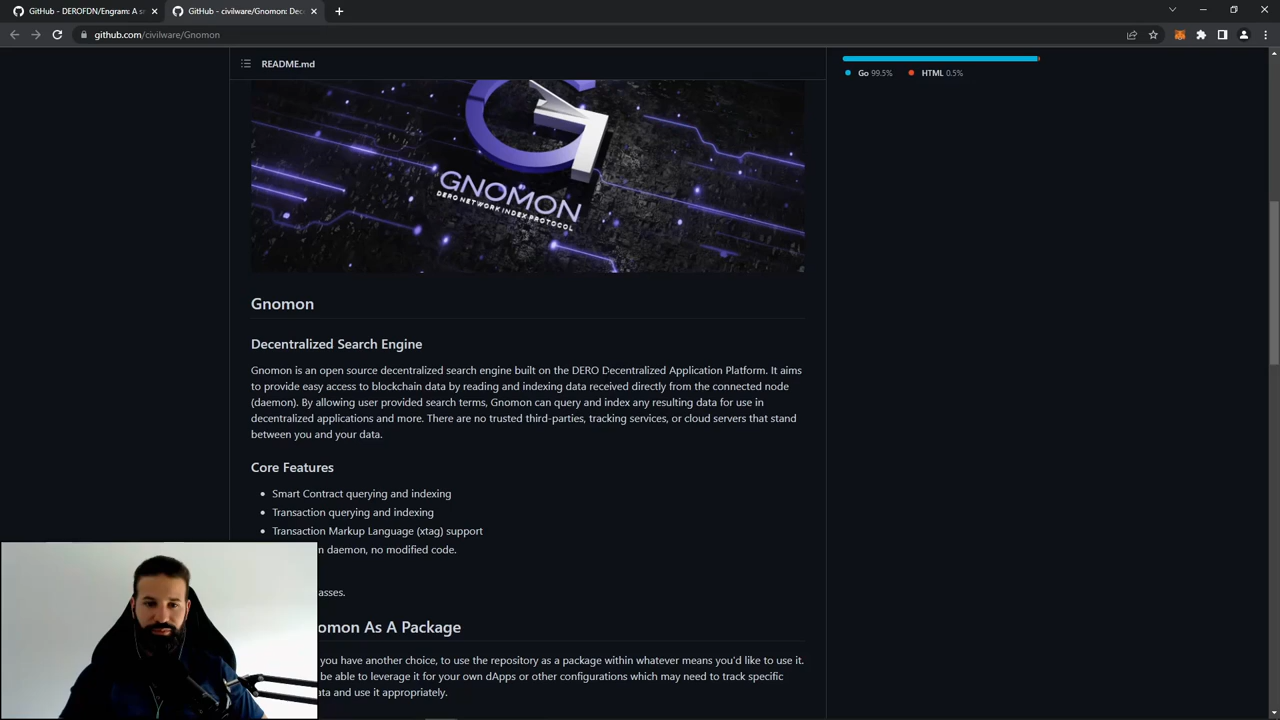 GitHub - DEROFDN/Engram: A s
GitHub - civilware/Gnomon: Dec
github.com/civilware/Gnomon
README.md
Go 99.5%
HTML 0.5%
G
GNOMON
DERO NETWORK INDEX PROTOCOL
Gnomon
Decentralized Search Engine
Gnomon is an open source decentralized search engine built on the DERO Decentralized Application Platform. It aims
to provide easy access to blockchain data by reading and indexing data received directly from the connected node
(daemon). By allowing user provided search terms, Gnomon can query and index any resulting data for use in
decentralized applications and more. There are no trusted third-parties, tracking services, or cloud servers that stand
between you and your data.
Core Features
Smart Contract querying and indexing
Transaction querying and indexing
Transaction Markup Language (xtag) support
n daemon, no modified code.
asses.
omon As A Package
you have another choice, to use the repository as a package within whatever means you'd like to use it.
be able to leverage it for your own dApps or other configurations which may need to track specific
ata and use it appropriately.